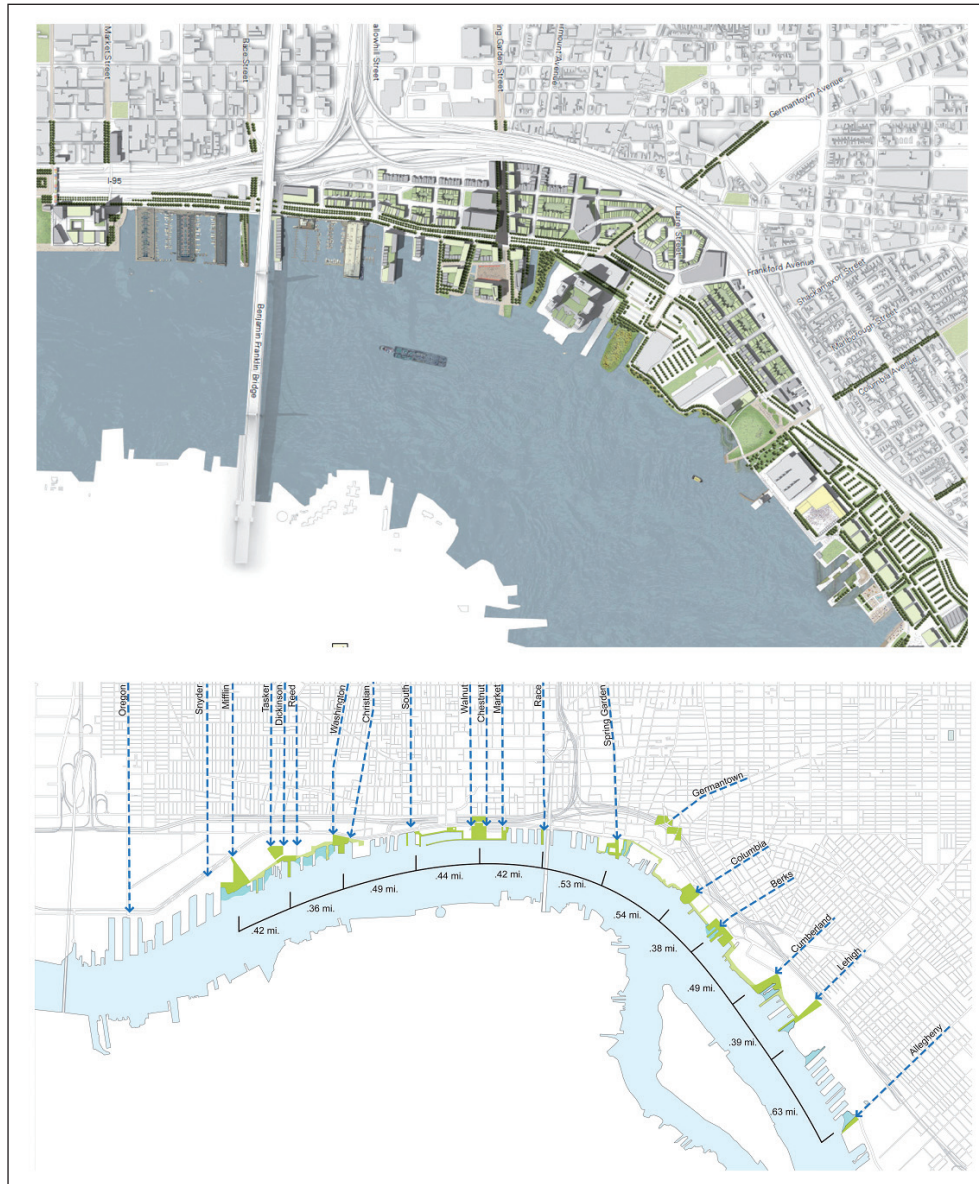 Market Street
Race Street
allowhill Street
ng Garden Street
rmount Avenue
Germantown Avenue
I-95
Laurel Street
Frankford Avenue
Shackamaxon Street
Marlborough Street
Columbia Avenue
Benjamin Franklin Bridge
Oregon
Snyder
Mifflin
Tasker
Dickinson
Reed
Washington
Christian
South
Walnut
Chestnut
Market
Race
Spring Garden
Germantown
Columbia
Berks
Cumberland
Lehigh
Allegheny
.42 mi.
.36 mi.
.49 mi.
.44 mi.
.42 mi.
.53 mi.
.54 mi.
.38 mi.
.49 mi.
.39 mi.
.63 mi.